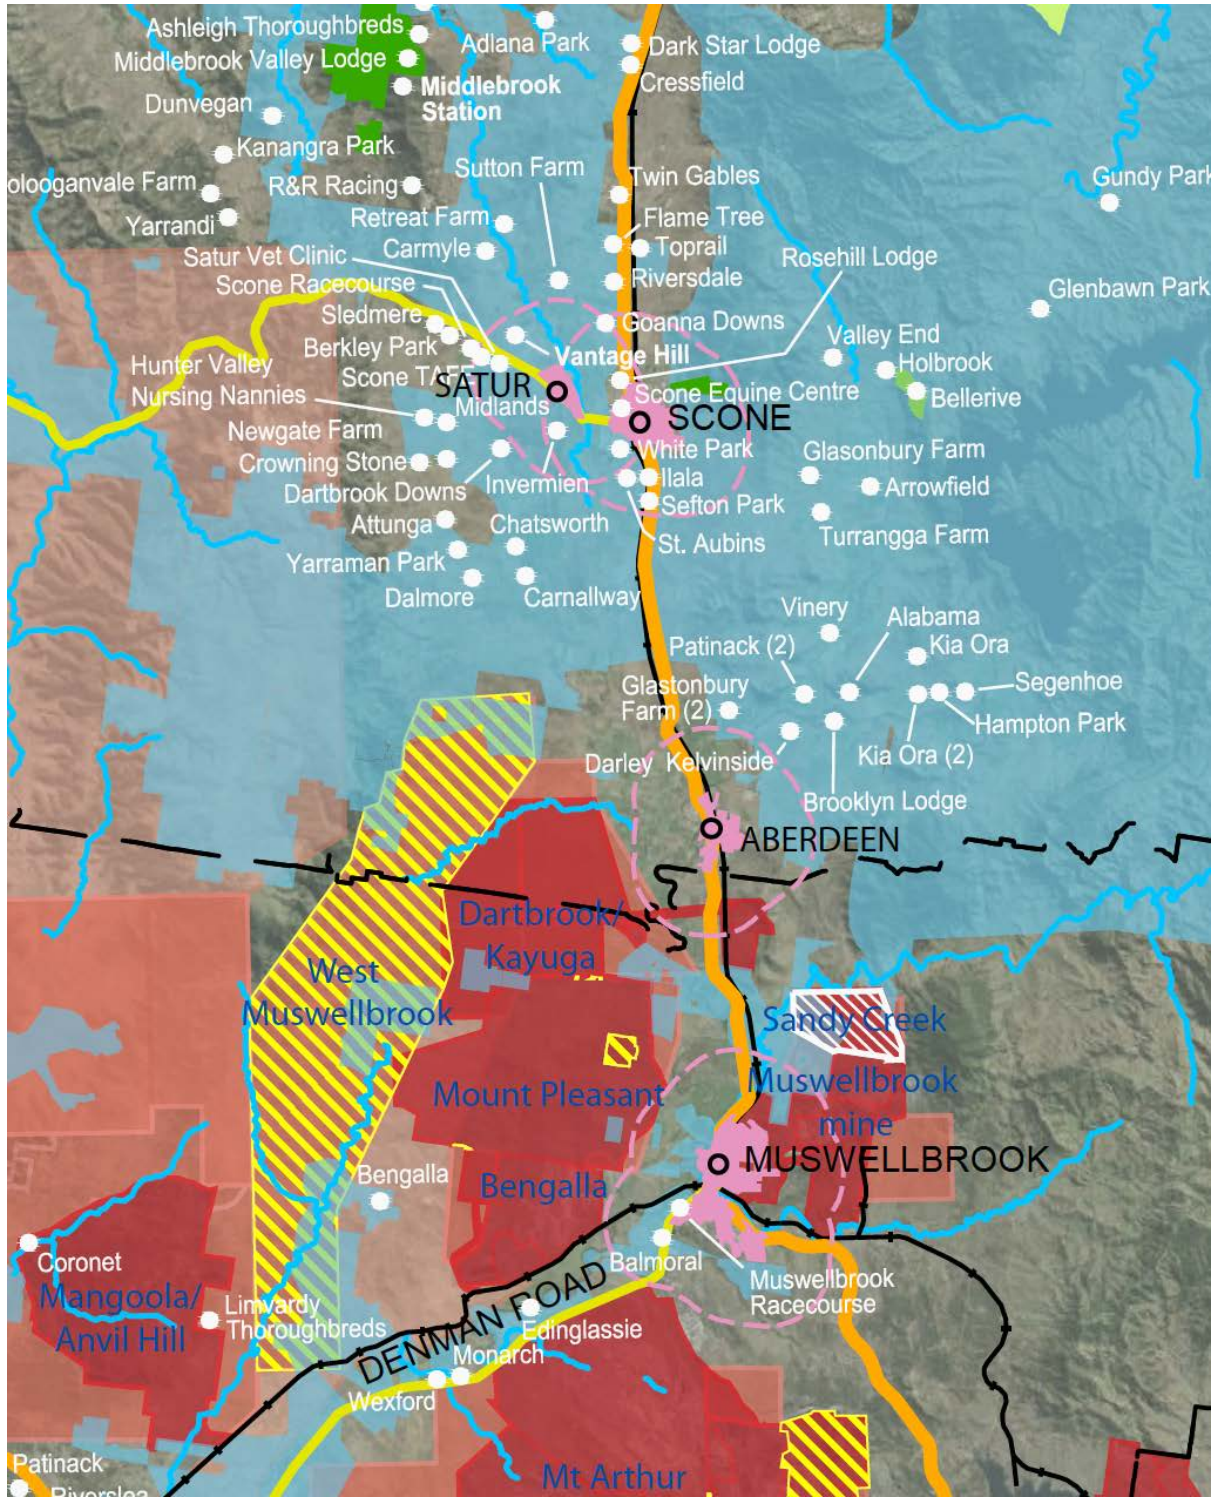 Ashleigh Thoroughbreds
Adlana Park
Dark Star Lodge
Middlebrook Valley Lodge
Cressfield
Middlebrook
Station
Dunvegan
Kanangra Park
Sutton Farm
Twin Gables
olooganvale Farm
R&R Racing
Gundy Park
Yarrandi
Retreat Farm
Flame Tree
Satur Vet Clinic
Carmyle
Toprail
Rosehill Lodge
Scone Racecourse
Riversdale
Glenbawn Park
Sledmere
Goanna Downs
Berkley Park
Vantage Hill
Valley End
Hunter Valley
Nursing Nannies
Scone TAFE
SATUR
Holbrook
Scone Equine Centre
Bellerive
Midlands
SCONE
Newgate Farm
White Park
Glasonbury Farm
Crowning Stone
Dartbrook Downs
Invermien
Ilala
Arrowfield
Sefton Park
Attunga
Chatsworth
St. Aubins
Turrangga Farm
Yarraman Park
Dalmore
Carnallway
Vinery
Alabama
Patinack (2)
Kia Ora
Glastonbury
Farm (2)
Segenhoe
Hampton Park
Darley Kelvinside
Kia Ora (2)
Brooklyn Lodge
ABERDEEN
Dartbrook/
Kayuga
West
Muswellbrook
Sandy Creek
Mount Pleasant
Muswellbrook
mine
MUSWELLBROOK
Bengalla
Bengalla
Coronet
Balmoral
Muswellbrook
Racecourse
Mangoola/
Anvil Hill
Limvardy
Thoroughbreds
DENMAN ROAD
Edinglassie
Monarch
Wexford
Patinack
Mt Arthur
Riverslea